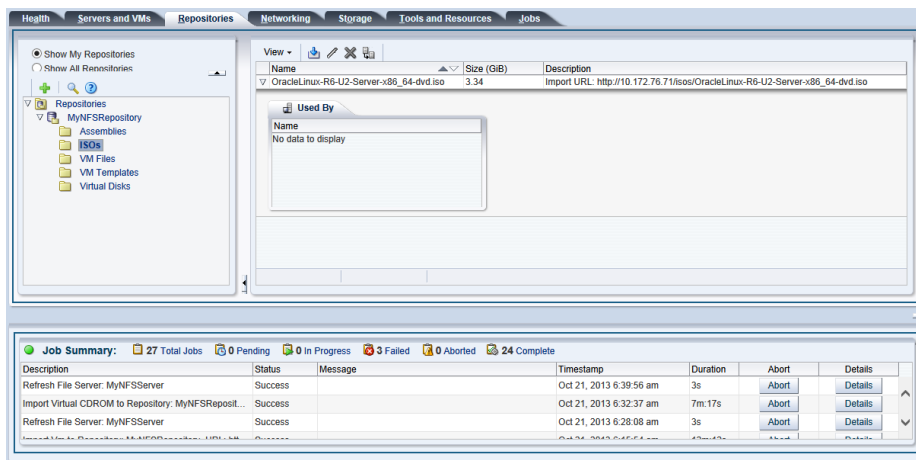 Health Servers and VMs Repositories Networking Storage Tools and Resources Jobs
Show My Repositories
Show All Repositories
Repositories
MyNFSRepository
Assemblies
ISOs
VM Files
VM Templates
Virtual Disks
View
Name Size (GiB) Description
OracleLinux-R6-U2-Server-x86_64-dvd.iso 3.34 Import URL: http://10.172.76.71/isos/OracleLinux-R6-U2-Server-x86_64-dvd.iso
Used By
Name
No data to display
Job Summary: 27 Total Jobs 0 Pending 0 In Progress 3 Failed 0 Aborted 24 Complete
Description Status Message Timestamp Duration Abort Details
Refresh File Server: MyNFSServer Success Oct 21, 2013 6:39:56 am 3s Abort Details
Import Virtual CDROM to Repository: MyNFSReposit... Success Oct 21, 2013 6:32:37 am 7m:17s Abort Details
Refresh File Server: MyNFSServer Success Oct 21, 2013 6:28:08 am 3s Abort Details